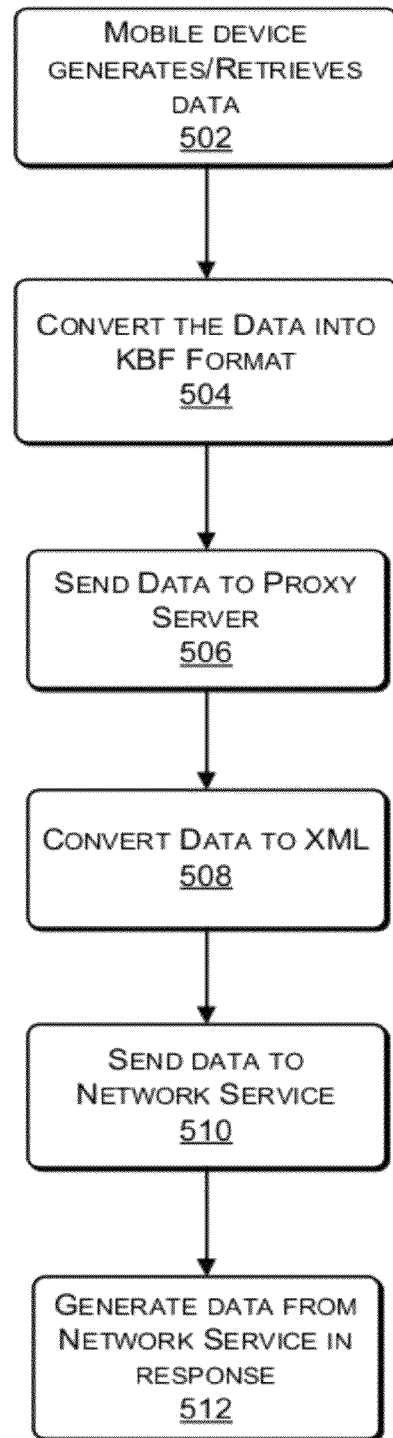 MOBILE DEVICE
GENERATES/RETRIEVES
DATA
502
CONVERT THE DATA INTO
KBF FORMAT
504
SEND DATA TO PROXY
SERVER
506
CONVERT DATA TO XML
508
SEND DATA TO
NETWORK SERVICE
510
GENERATE DATA FROM
NETWORK SERVICE IN
RESPONSE
512